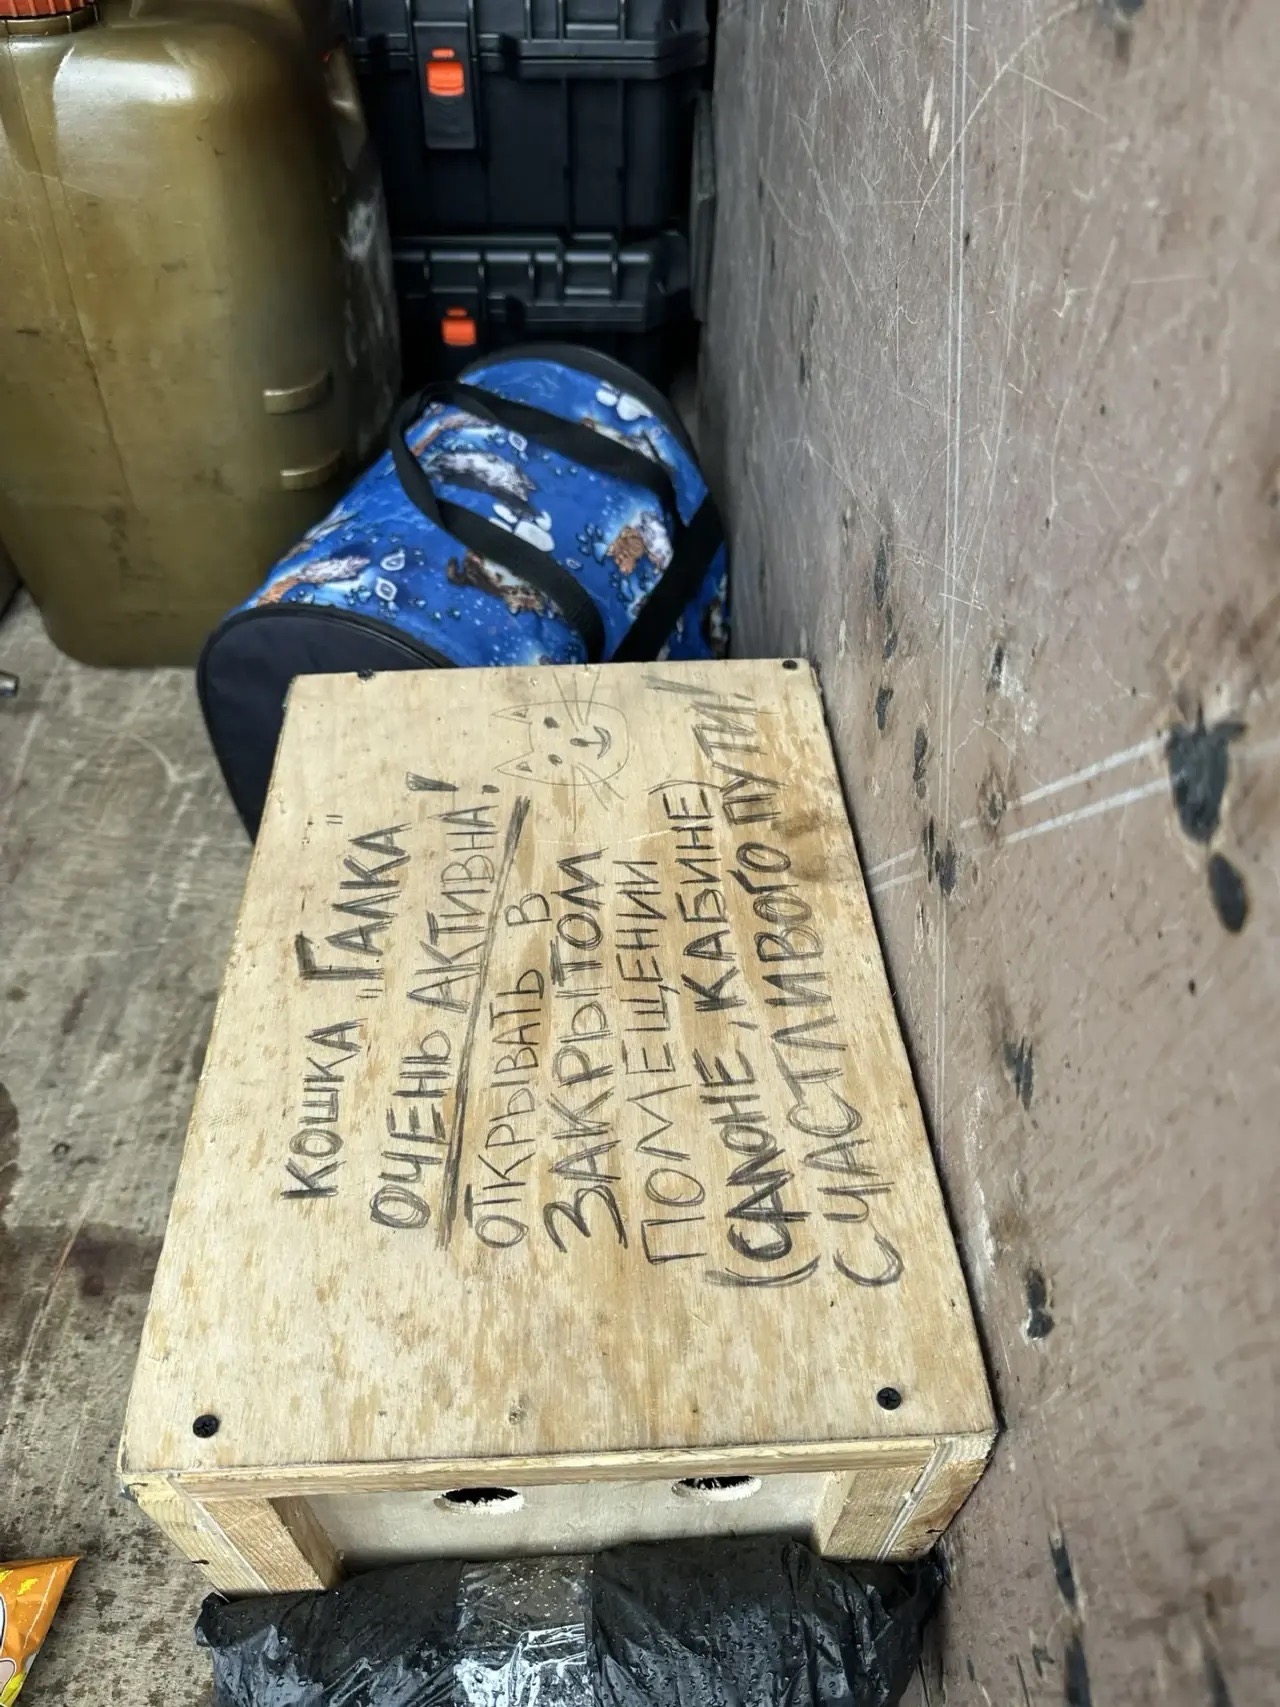 КОШКА „ГАЛКА"
ОЧЕНЬ АКТИВНА!
ОТКРЫВАТЬ В
ЗАКРЫТОМ
ПОМЕЩЕНИИ
(САЛОНЕ, КАБИНЕ)
СЧАСТЛИВОГО ПУТИ!